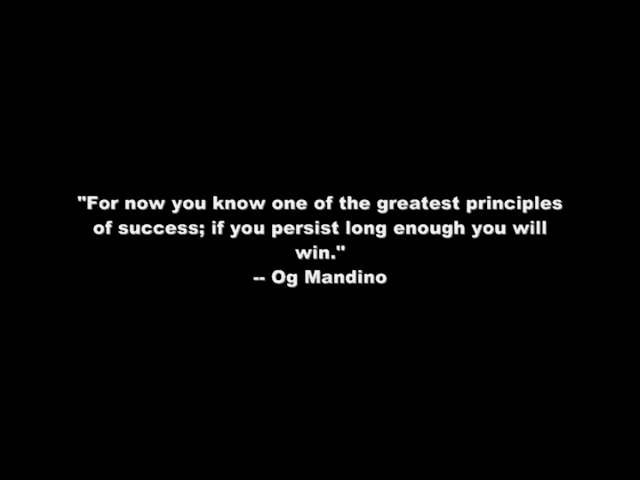 "For now you know one of the greatest principles
of success; if you persist long enough you will
win."
-- Og Mandino